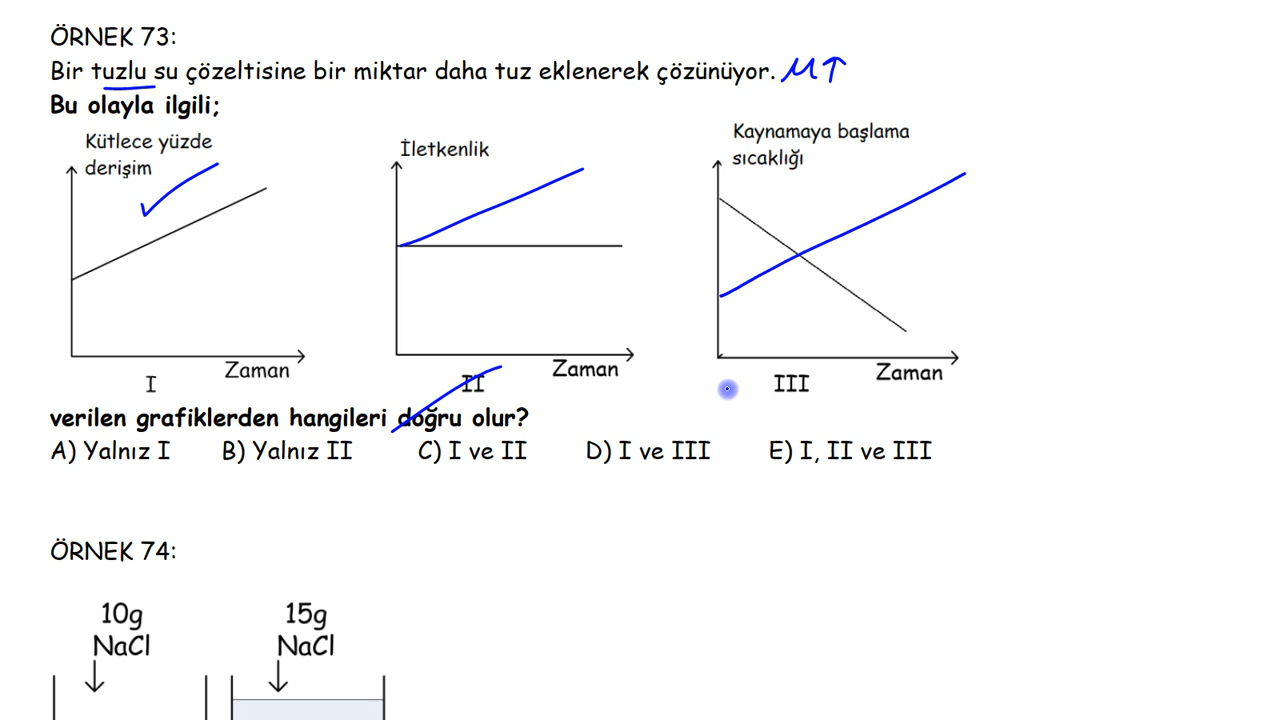 ÖRNEK 73:
Bir tuzlu su çözeltisine bir miktar daha tuz eklenerek çözünüyor. M↑
Bu olayla ilgili;
Kütlece yüzde
derişim
Zaman
I
İletkenlik
Zaman
II
Kaynamaya başlama
sıcaklığı
Zaman
III
verilen grafiklerden hangileri doğru olur?
A) Yalnız I B) Yalnız II C) I ve II D) I ve III E) I, II ve III
ÖRNEK 74:
10g
NaCl
15g
NaCl